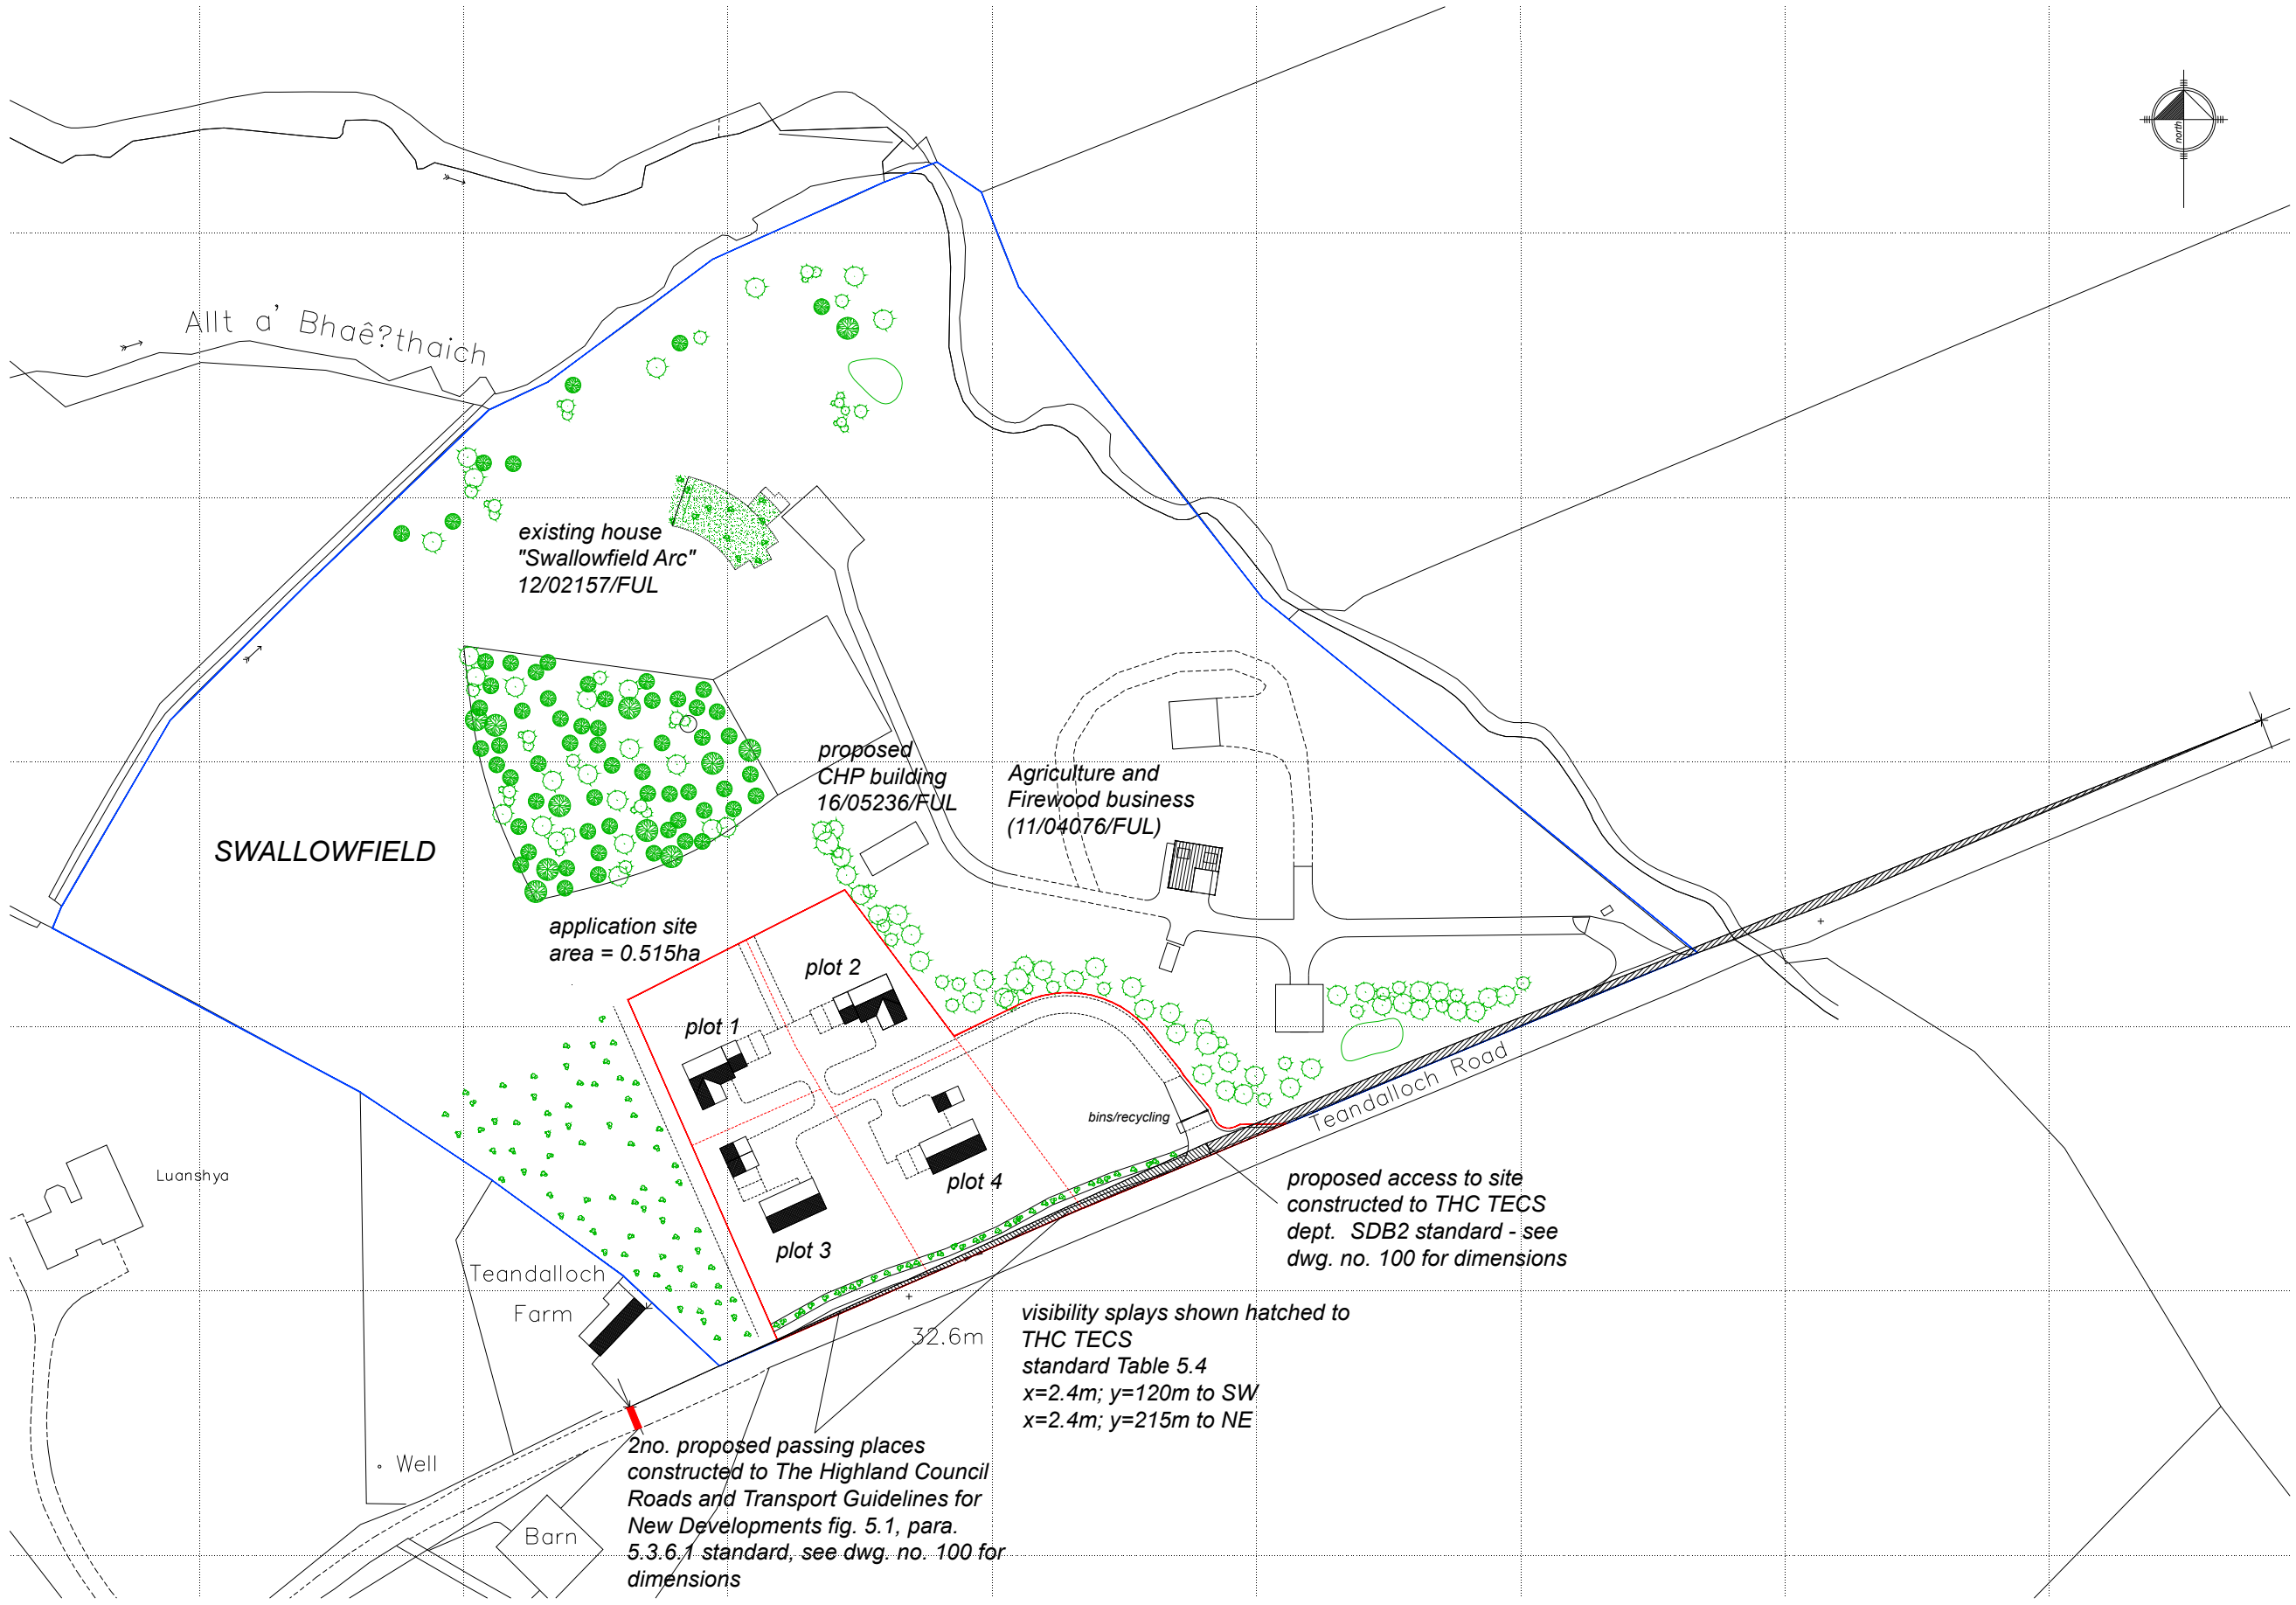 north
Allt a' Bhaê?thaich
existing house
"Swallowfield Arc"
12/02157/FUL
proposed
CHP building
16/05236/FUL
Agriculture and
Firewood business
(11/04076/FUL)
SWALLOWFIELD
application site
area = 0.515ha
plot 2
plot 1
bins/recycling
Teandalloch Road
plot 4
plot 3
Luanshya
proposed access to site
constructed to THC TECS
dept. SDB2 standard - see
dwg. no. 100 for dimensions
Teandalloch
Farm
32.6m
visibility splays shown hatched to
THC TECS
standard Table 5.4
x=2.4m; y=120m to SW
x=2.4m; y=215m to NE
Well
2no. proposed passing places
constructed to The Highland Council
Roads and Transport Guidelines for
New Developments fig. 5.1, para.
5.3.6.1 standard, see dwg. no. 100 for
dimensions
Barn